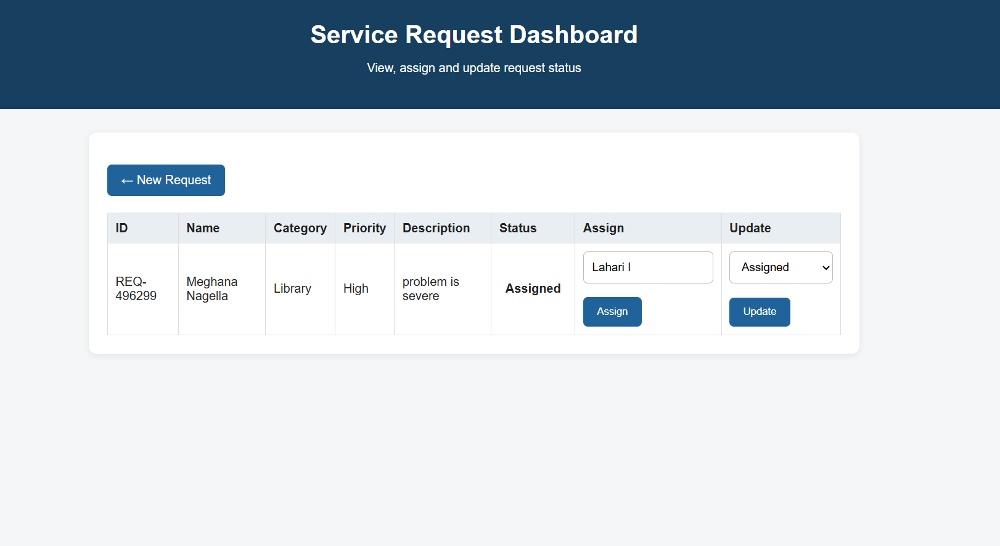 Service Request Dashboard
View, assign and update request status
← New Request
ID Name Category Priority Description Status Assign Update
REQ-
496299
Meghana
Nagella
Library
High
problem is
severe
Assigned
Lahari l
Assign
Assigned
Update